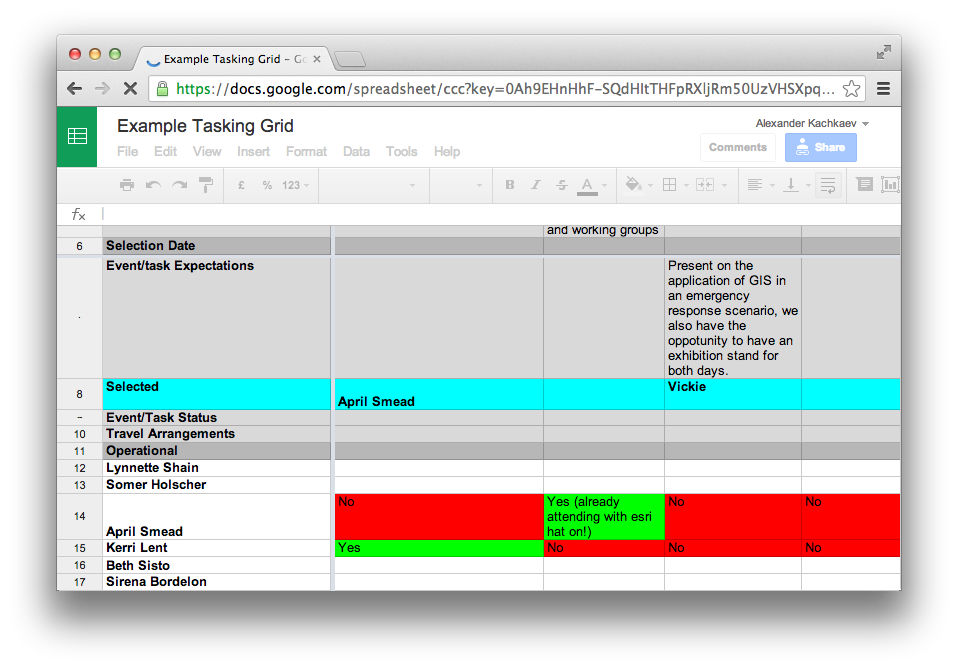 Example Tasking Grid – Go
https://docs.google.com/spreadsheet/ccc?key=0Ah9EHnHhF-SQdHItTHFpRXljRm50UzVHSXpq...
Example Tasking Grid
Alexander Kachkaev
File Edit View Insert Format Data Tools Help
Comments
Share
£ % 123
B I S A
fx
and working groups
6 Selection Date
Event/task Expectations
Present on the
application of GIS in
an emergency
response scenario, we
also have the
oppotunity to have an
exhibition stand for
both days.
8 Selected
April Smead
Vickie
Event/Task Status
10 Travel Arrangements
11 Operational
12 Lynnette Shain
13 Somer Holscher
14 April Smead
No
Yes (already
attending with esri
hat on!)
No
No
15 Kerri Lent Yes No No No
16 Beth Sisto
17 Sirena Bordelon